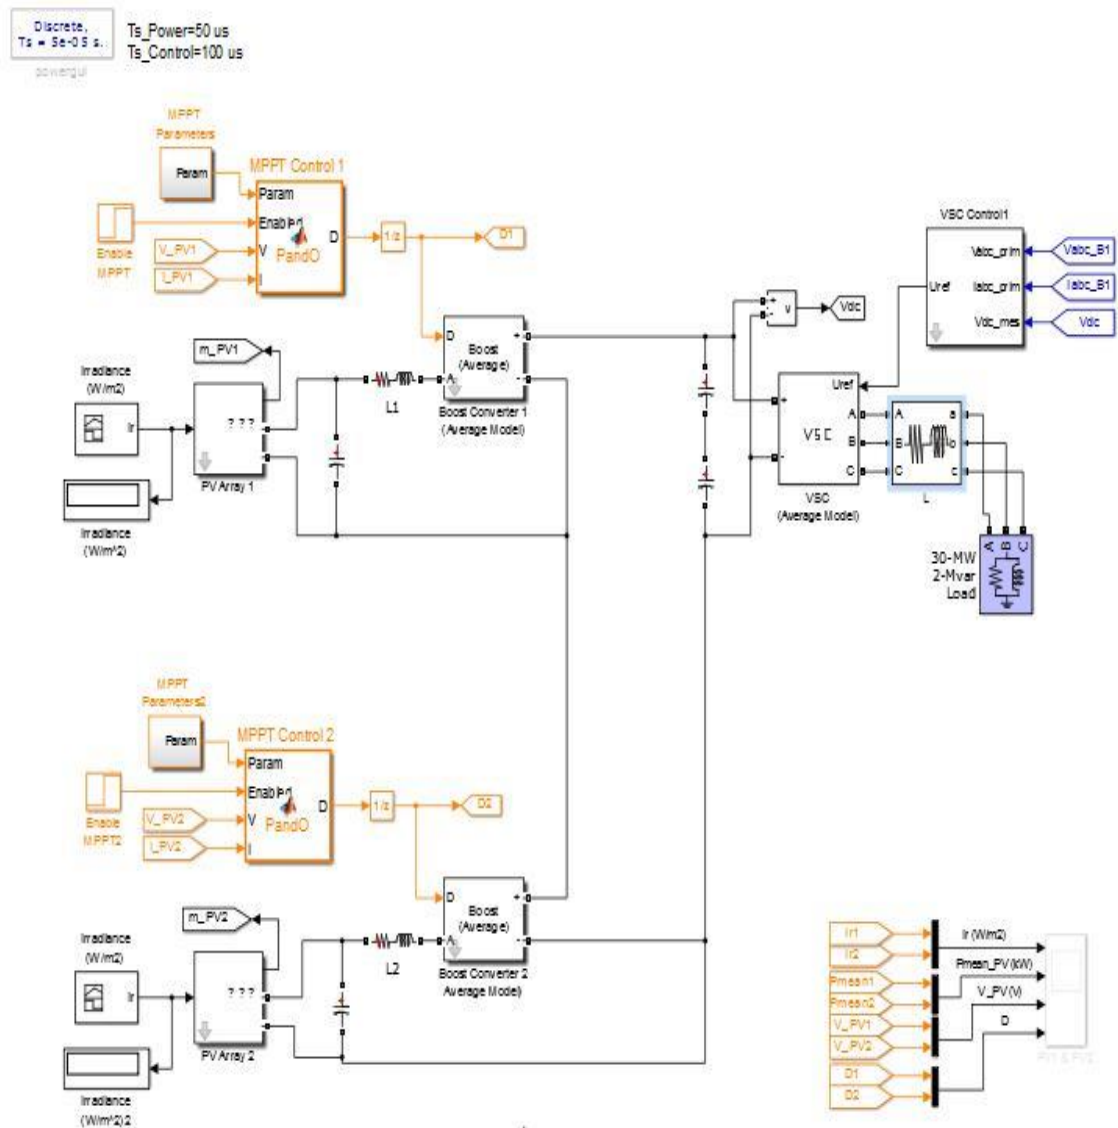 Discrete,
Ts = 5e-05 s.
powergui
Ts_Power=50 us
Ts_Control=100 us
MPPT
Parameters
Param
MPPT Control 1
Param
Enabled
V
I
PandO
D
Enable
MPPT
V_PV1
I_PV1
1/z
D1
m_PV1
Irradiance
(W/m2)
Ir
? ? ?
PV Array 1
Irradiance
(W/m^2)
L1
D
A
Boost
(Average)
+
-
Boost Converter 1
(Average Model)
+
-
v
Vdc
VSC Control1
Uref
Vabc_prim
Iabc_prim
Vdc_mes
Vabc_B1
Iabc_B1
Vdc
Uref
+
-
VSC
A
B
C
VSC
(Average Model)
A
B
C
a
b
c
L
A B C
30-MW
2-Mvar
Load
MPPT
Parameters2
Param
MPPT Control 2
Param
Enabled
V
I
PandO
D
Enable
MPPT2
V_PV2
I_PV2
1/z
D2
m_PV2
Irradiance
(W/m2)
Ir
? ? ?
PV Array 2
Irradiance
(W/m^2)2
L2
D
A
Boost
(Average)
+
-
Boost Converter 2
Average Model)
Ir1
Ir2
Pmean1
Pmean2
V_PV1
V_PV2
D1
D2
Ir (W/m2)
Pmean_PV (kW)
V_PV (V)
D
PV1 & PV2